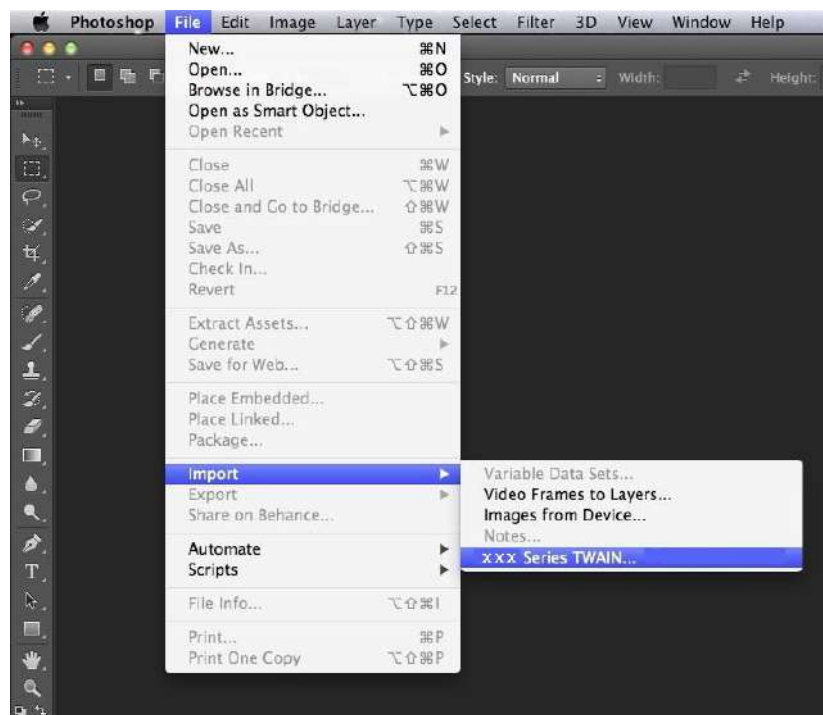 Photoshop File Edit Image Layer Type Select Filter 3D View Window Help
Style: Normal Width: Height:
New... ⌘N
Open... ⌘O
Browse in Bridge... ⌥⌘O
Open as Smart Object...
Open Recent
Close ⌘W
Close All ⌥⌘W
Close and Go to Bridge... ⇧⌘W
Save ⌘S
Save As... ⇧⌘S
Check In...
Revert F12
Extract Assets... ⌥⇧⌘W
Generate
Save for Web... ⌥⇧⌘S
Place Embedded...
Place Linked...
Package...
Import
Export
Share on Behance...
Automate
Scripts
File Info... ⌥⇧⌘I
Print... ⌘P
Print One Copy ⌥⇧⌘P
Variable Data Sets...
Video Frames to Layers...
Images from Device...
Notes...
xxx Series TWAIN...